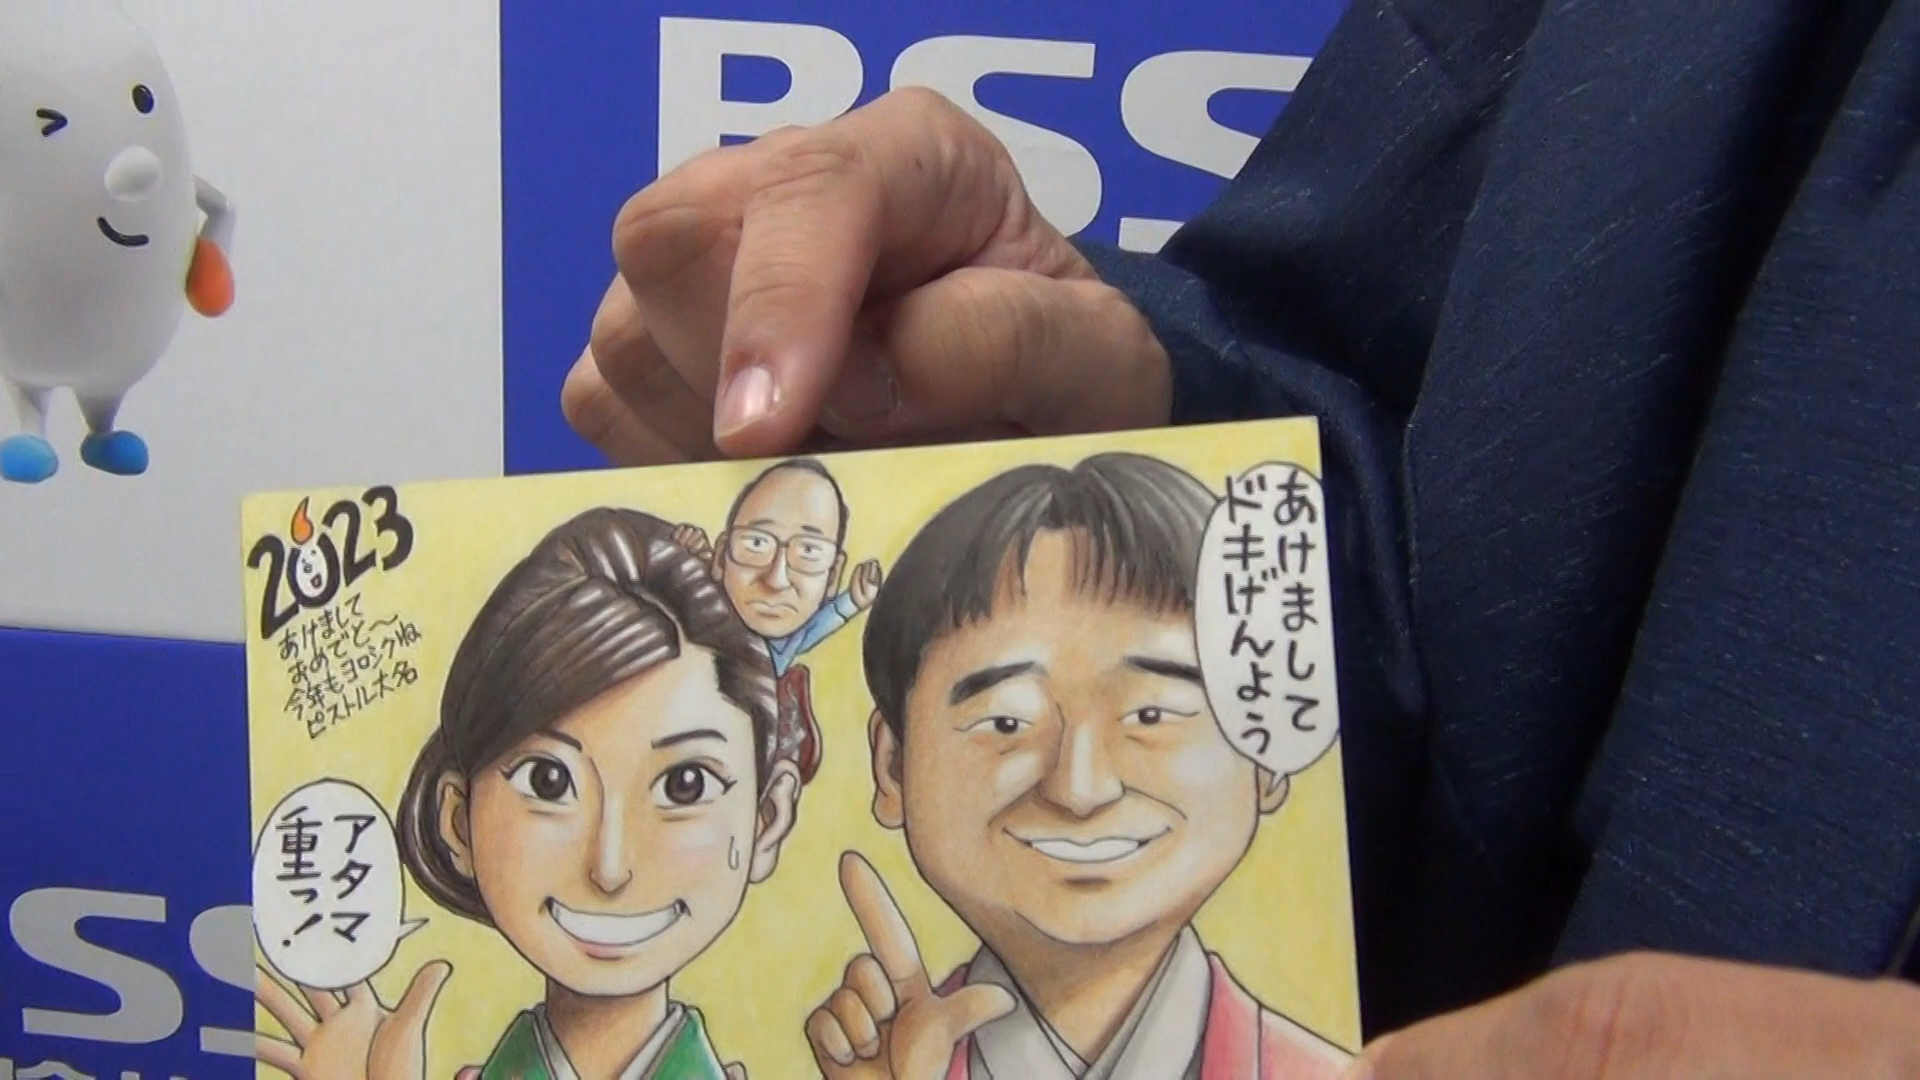 BSS
2023
あけまして
おめでと〜
今年もヨロシクね
ピストル大名
あけまして
ドキげんよう
アタマ
重っ!
SS